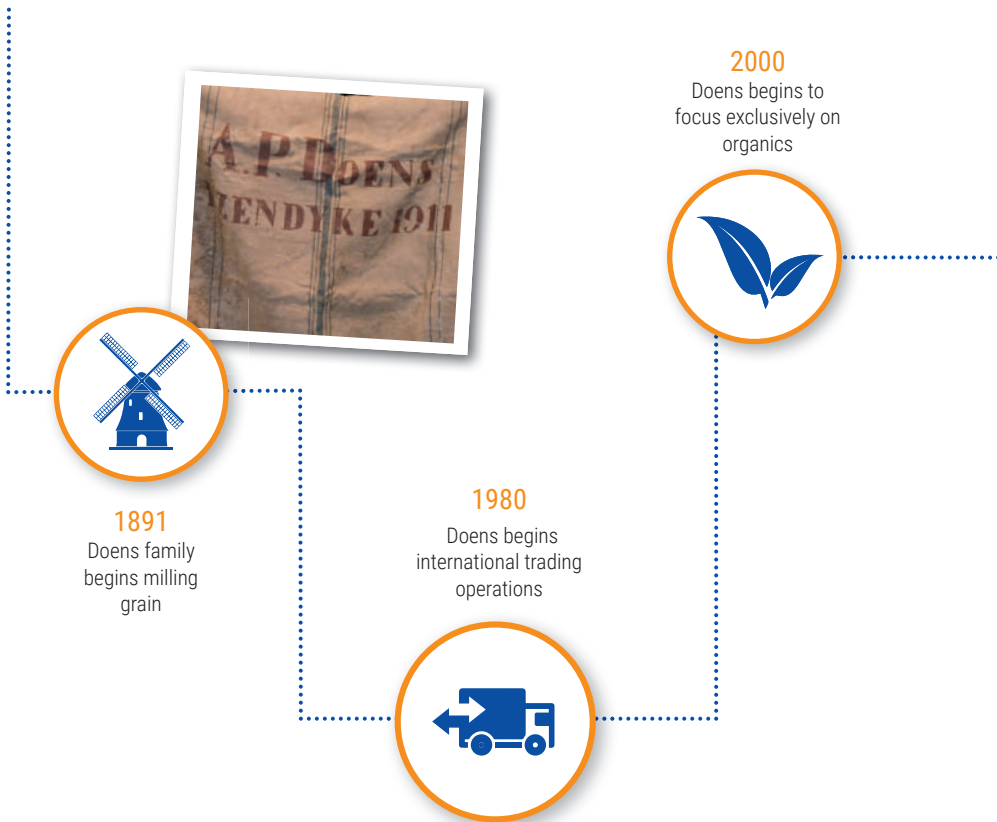 A.P. DOENS
ENDYKE 1911
1891
Doens family
begins milling
grain
1980
Doens begins
international trading
operations
2000
Doens begins to
focus exclusively on
organics